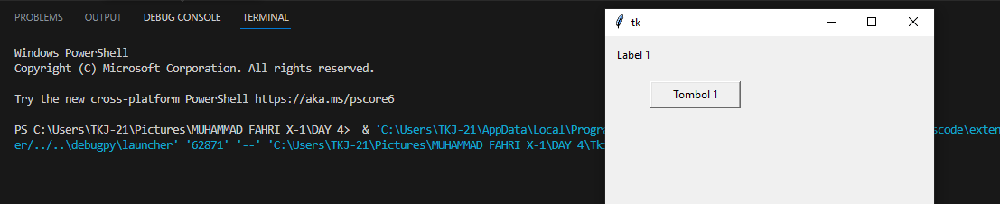 PROBLEMS OUTPUT DEBUG CONSOLE TERMINAL
Windows PowerShell
Copyright (C) Microsoft Corporation. All rights reserved.
Try the new cross-platform PowerShell https://aka.ms/pscore6
PS C:\Users\TKJ-21\Pictures\MUHAMMAD FAHRI X-1\DAY 4> & 'C:\Users\TKJ-21\AppData\Local\Progra scode\exten
er/../..\debugpy\launcher' '62871' '--' 'C:\Users\TKJ-21\Pictures\MUHAMMAD FAHRI X-1\DAY 4\Tki
tk
Label 1
Tombol 1